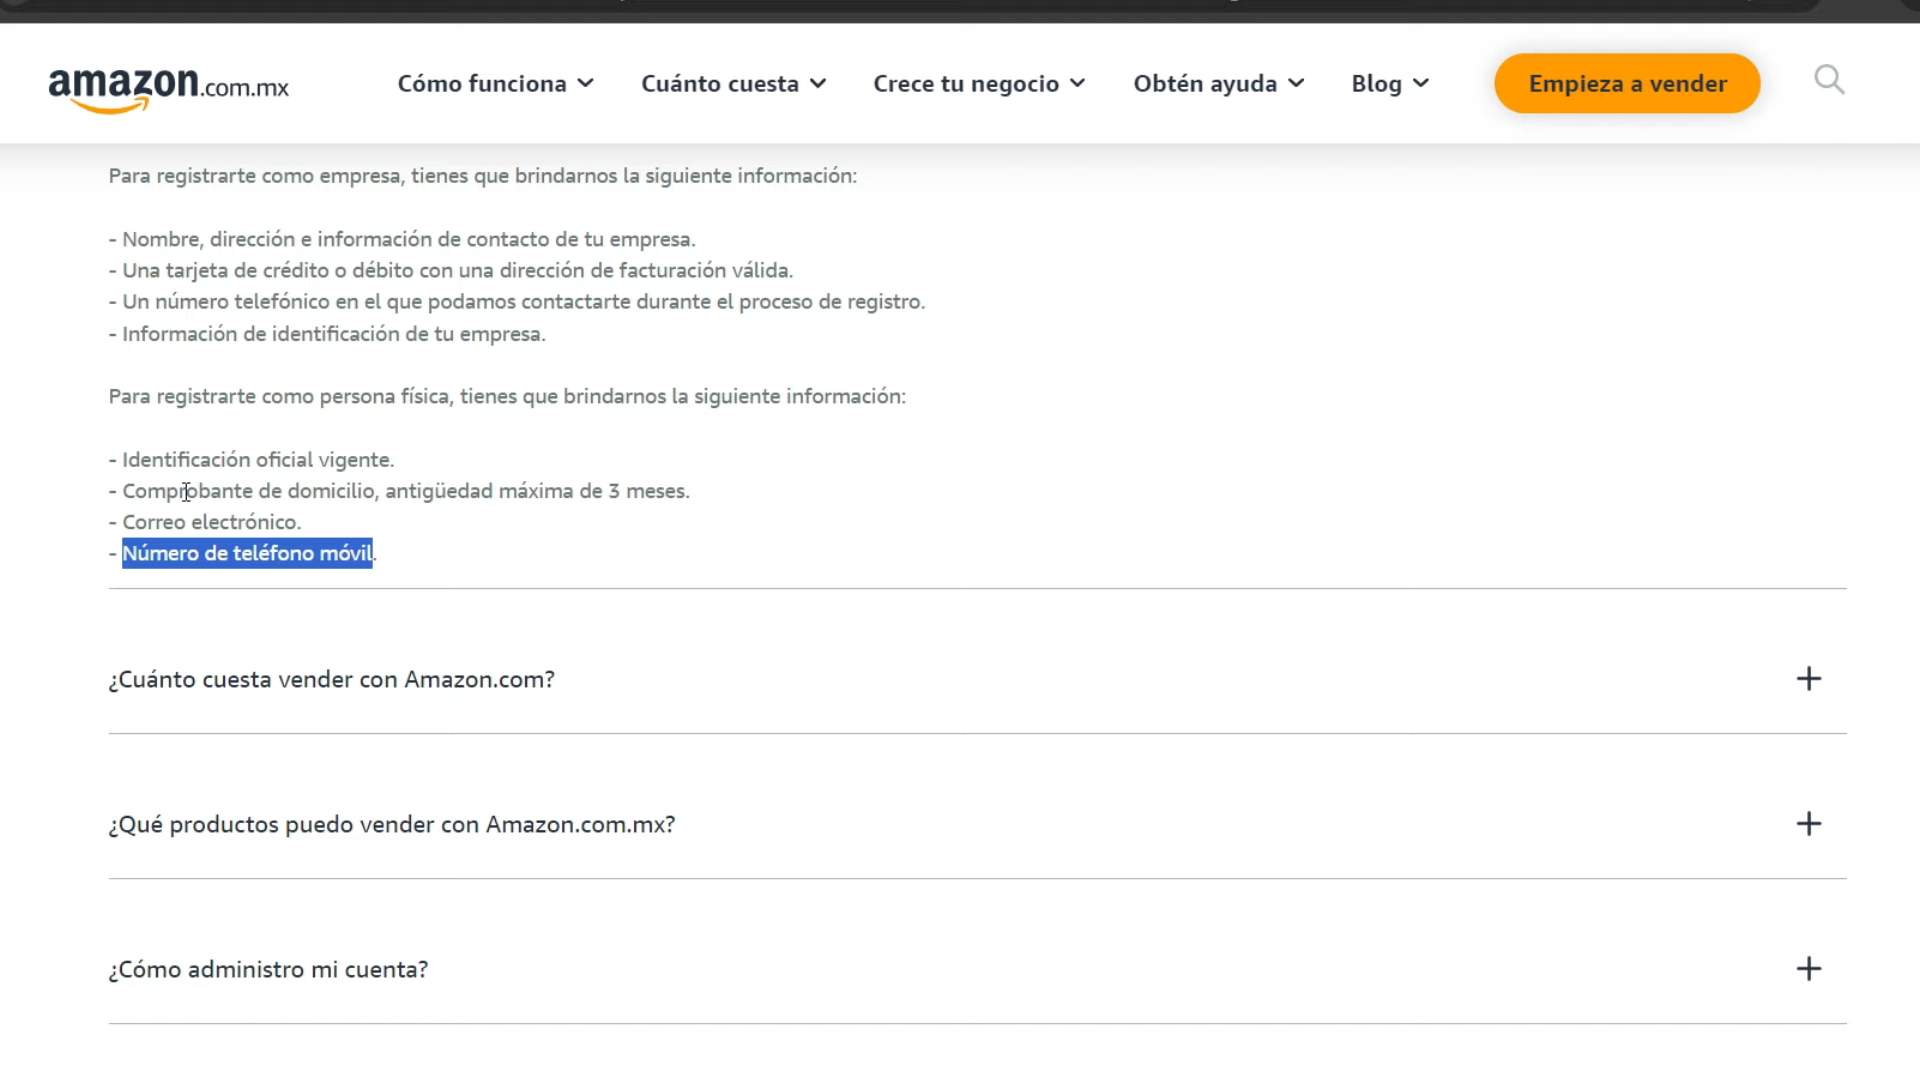 amazon.com.mx
Cómo funciona
Cuánto cuesta
Crece tu negocio
Obtén ayuda
Blog
Empieza a vender
Para registrarte como empresa, tienes que brindarnos la siguiente información:
- Nombre, dirección e información de contacto de tu empresa.
- Una tarjeta de crédito o débito con una dirección de facturación válida.
- Un número telefónico en el que podamos contactarte durante el proceso de registro.
- Información de identificación de tu empresa.
Para registrarte como persona física, tienes que brindarnos la siguiente información:
- Identificación oficial vigente.
- Comprobante de domicilio, antigüedad máxima de 3 meses.
- Correo electrónico.
- Número de teléfono móvil.
¿Cuánto cuesta vender con Amazon.com?
¿Qué productos puedo vender con Amazon.com.mx?
¿Cómo administro mi cuenta?